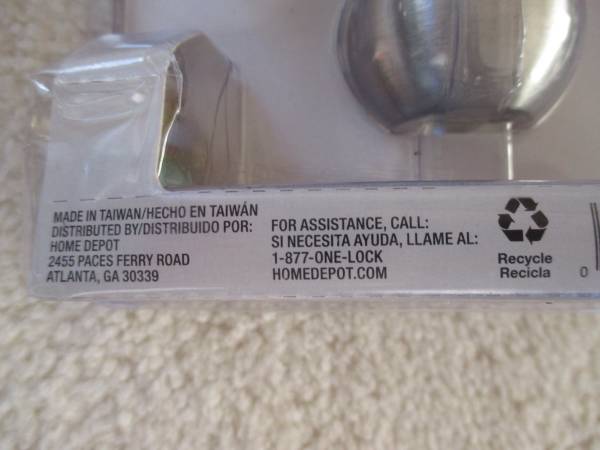 MADE IN TAIWAN/HECHO EN TAIWÁN
DISTRIBUTED BY/DISTRIBUIDO POR:
HOME DEPOT
2455 PACES FERRY ROAD
ATLANTA, GA 30339
FOR ASSISTANCE, CALL:
SI NECESITA AYUDA, LLAME AL:
1-877-ONE-LOCK
HOMEDEPOT.COM
Recycle
Recicla
0